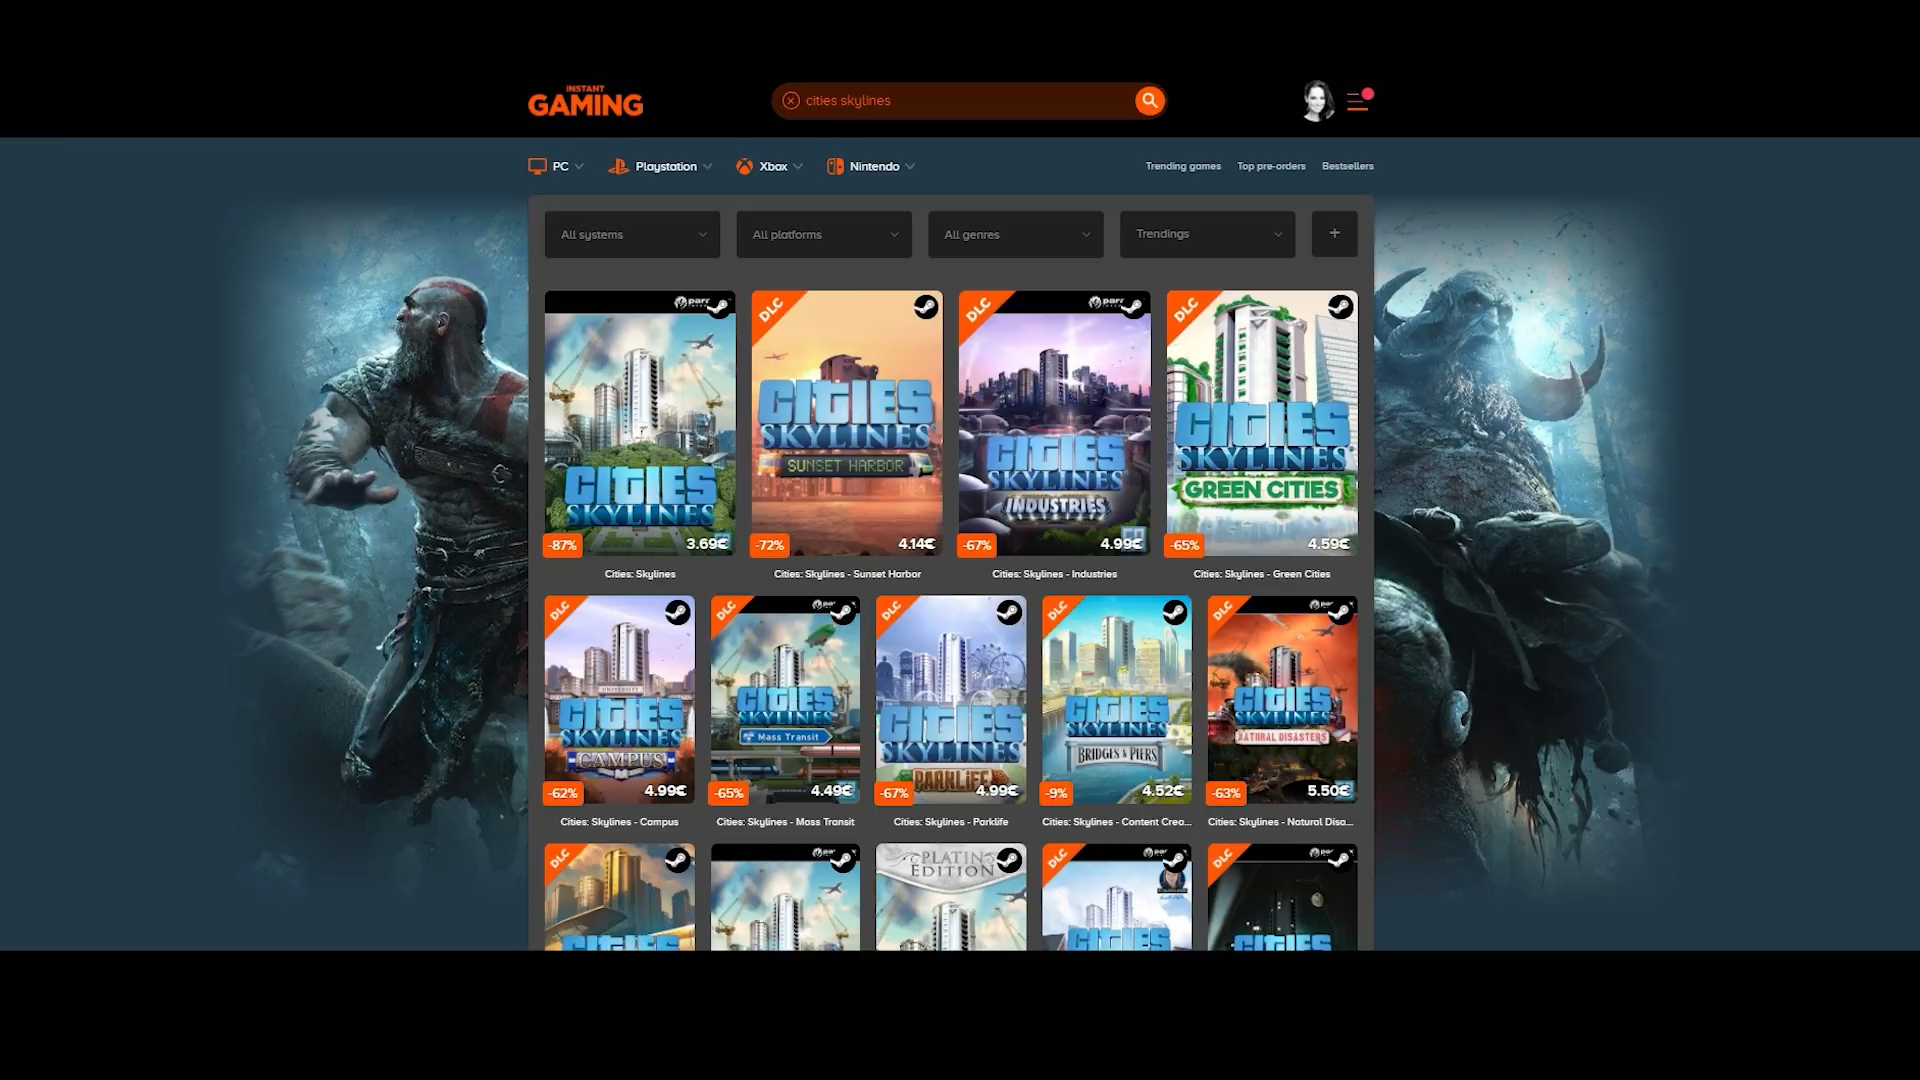 INSTANT
GAMING
cities skylines
PC
Playstation
Xbox
Nintendo
Trending games
Top pre-orders
Bestsellers
All systems
All platforms
All genres
Trendings
+
CITIES
SKYLINES
-87%
3.69€
Cities: Skylines
DLC
CITIES
SKYLINES
SUNSET HARBOR
-72%
4.14€
Cities: Skylines - Sunset Harbor
DLC
CITIES
SKYLINES
INDUSTRIES
-67%
4.99€
Cities: Skylines - Industries
DLC
CITIES
SKYLINES
GREEN CITIES
-65%
4.59€
Cities: Skylines - Green Cities
DLC
UNIVERSITY
CITIES
SKYLINES
CAMPUS
-62%
4.99€
Cities: Skylines - Campus
DLC
CITIES
SKYLINES
Mass Transit
-65%
4.49€
Cities: Skylines - Mass Transit
DLC
CITIES
SKYLINES
PARKLIFE
-67%
4.99€
Cities: Skylines - Parklife
DLC
CITIES
SKYLINES
BRIDGES & PIERS
-9%
4.52€
Cities: Skylines - Content Crea...
DLC
CITIES
SKYLINES
NATURAL DISASTERS
-63%
5.50€
Cities: Skylines - Natural Disa...
DLC
CITIES
CITIES
PLATIN
EDITION
DLC
CITIES
DLC
CITIES